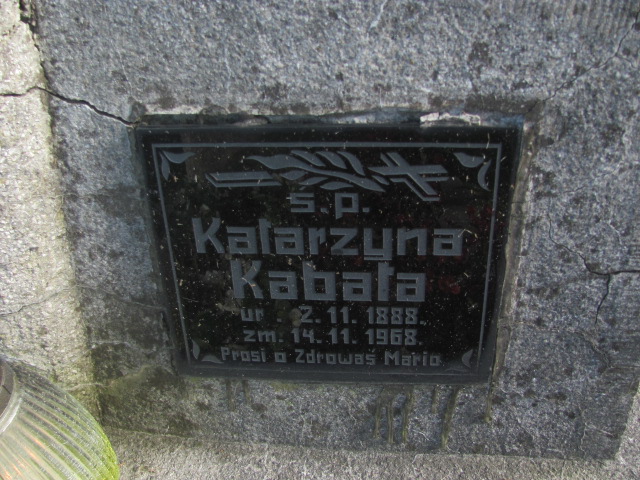 ś.p.
Katarzyna
Kabała
ur 2.11.1888.
zm. 14.11.1968.
Prosi o Zdrowaś Mario